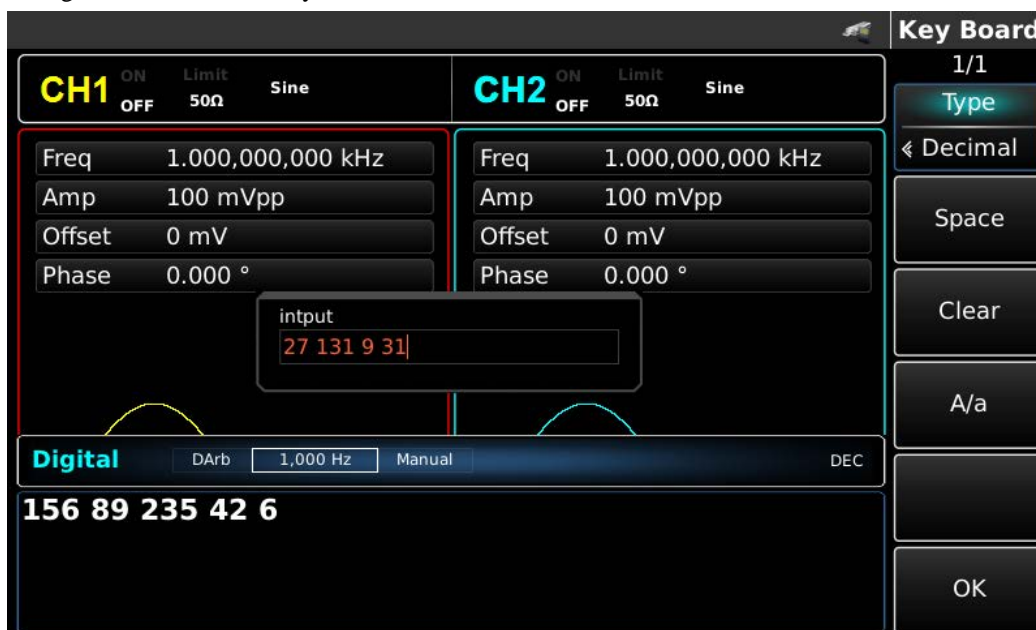 Key Board
1/1
CH1 ON OFF Limit 50Ω Sine
CH2 ON OFF Limit 50Ω Sine
Type
« Decimal
Freq 1.000,000,000 kHz
Amp 100 mVpp
Offset 0 mV
Phase 0.000 °
Freq 1.000,000,000 kHz
Amp 100 mVpp
Offset 0 mV
Phase 0.000 °
Space
Clear
A/a
OK
intput
27 131 9 31
Digital DArb 1,000 Hz Manual DEC
156 89 235 42 6